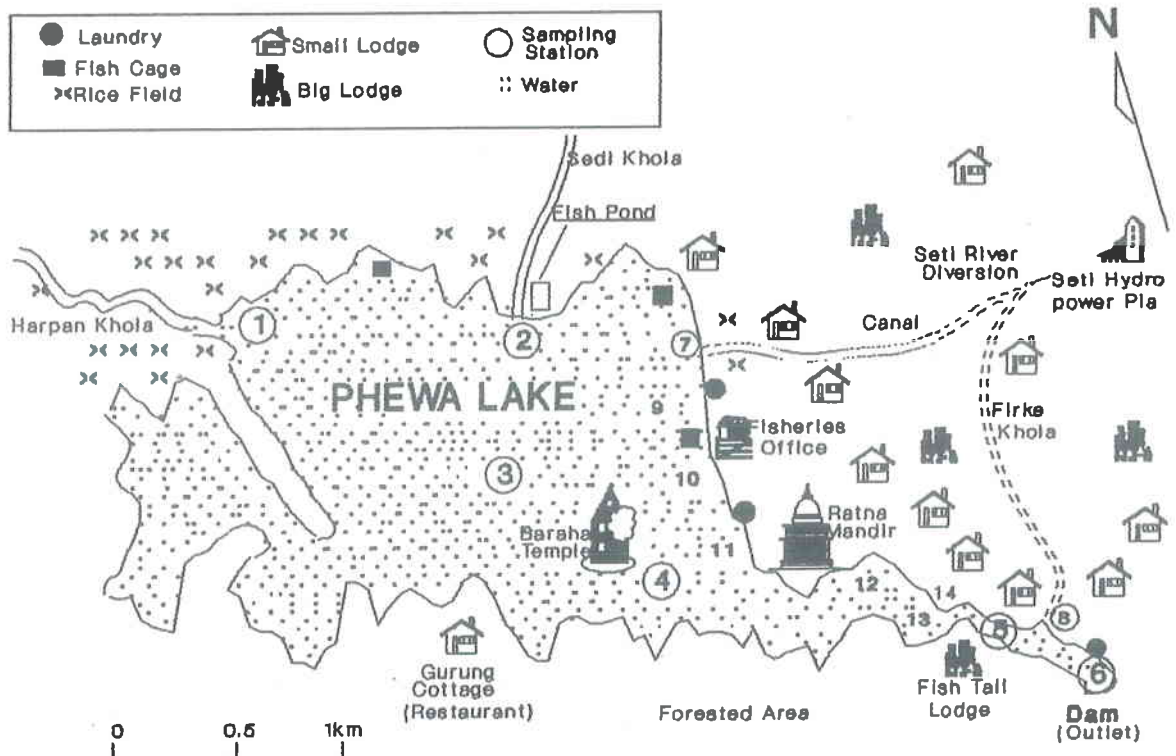 Laundry
Fish Cage
Rice Field
Small Lodge
Big Lodge
Sampling
Station
Water
N
Sedi Khola
Fish Pond
Seti River
Diversion
Seti Hydro
power Pla
Harpan Khola
1
2
7
Canal
PHEWA LAKE
9
Firke
Khola
Fisheries
Office
3
10
Baraha
Temple
Ratna
Mandir
11
4
12
14
13
5
8
6
Gurung
Cottage
(Restaurant)
Forested Area
Fish Tail
Lodge
Dam
(Outlet)
0
0.5
1km